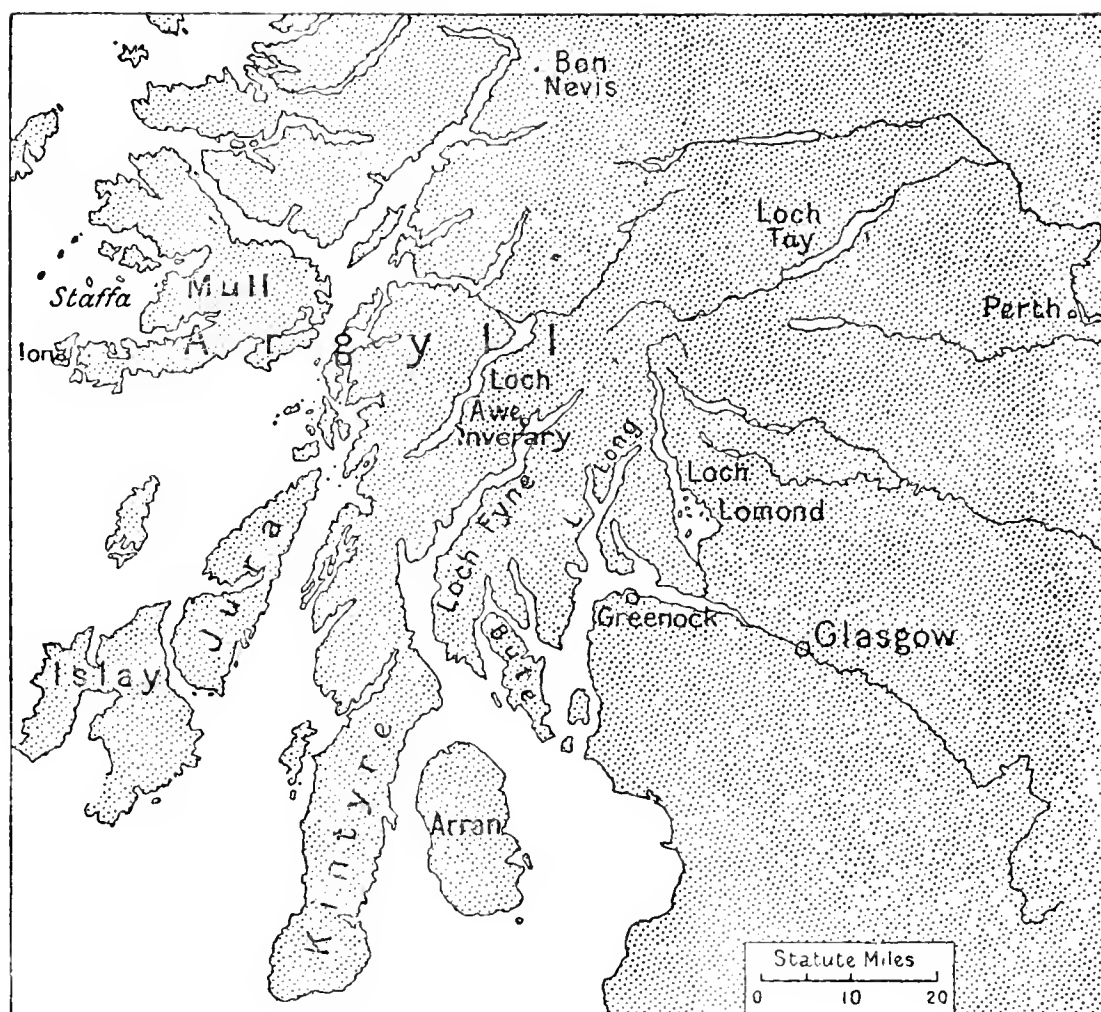 Ben
Nevis
Loch
Tay
Mull
Staffa
Perth
Iona
Argyll
Loch
Awe
Inverary
L. Long
Loch
Lomond
Loch Fyne
Jura
Greenock
Glasgow
Bute
Islay
Kintyre
Arran
Statute Miles
0 10 20